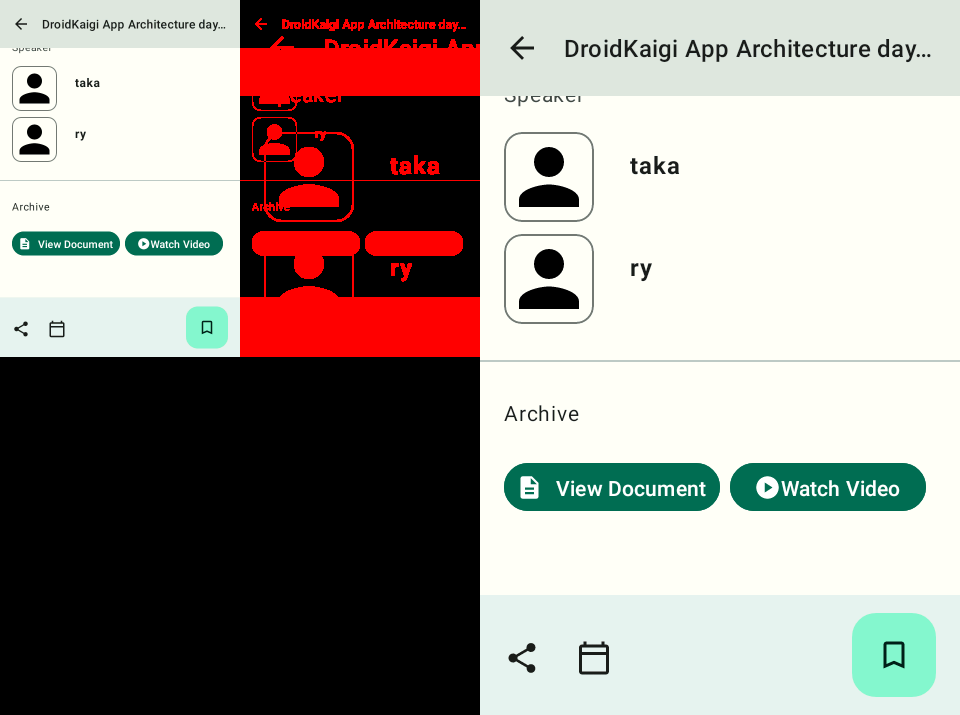 DroidKaigi App Architecture day...
Speaker
taka
ry
Archive
View Document
Watch Video
DroidKaigi App Architecture day...
DroidKaigi App
Speaker
ry
taka
Archive
ry
DroidKaigi App Architecture day...
Speaker
taka
ry
Archive
View Document
Watch Video